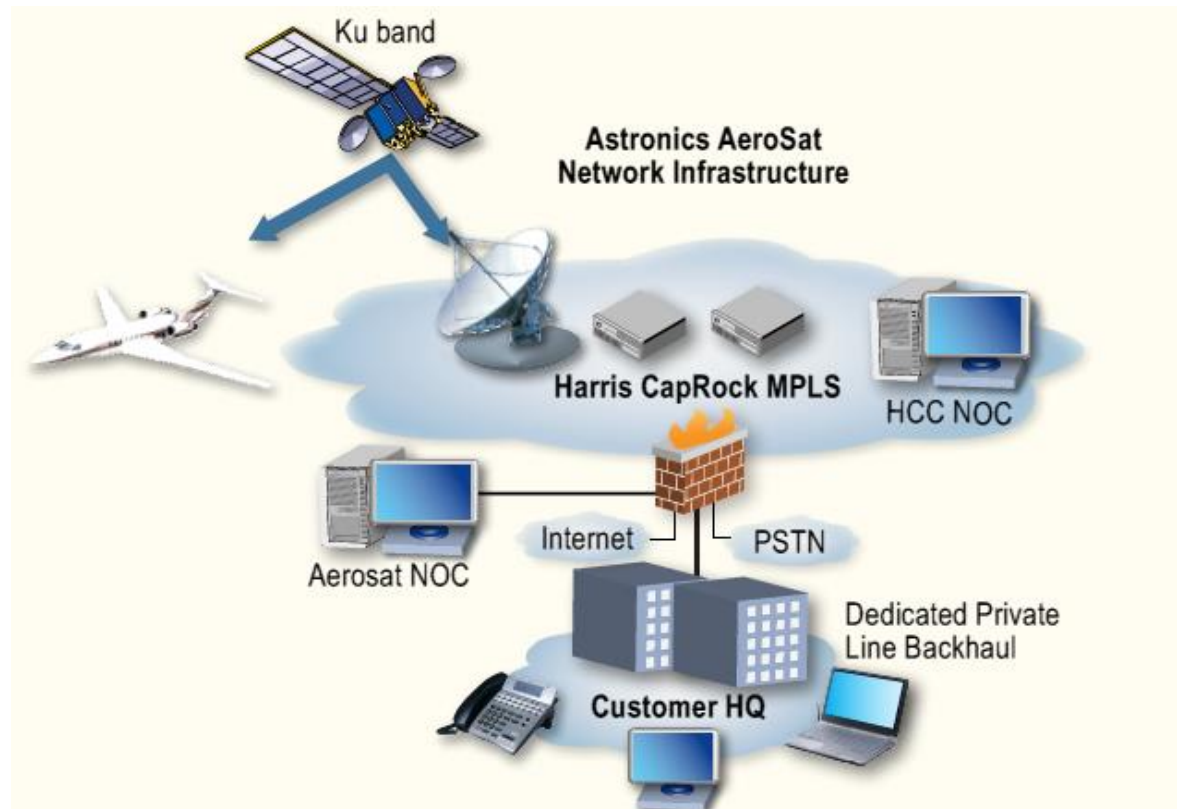 Ku band
Astronics AeroSat
Network Infrastructure
Harris CapRock MPLS
HCC NOC
Internet
PSTN
Aerosat NOC
Dedicated Private
Line Backhaul
Customer HQ